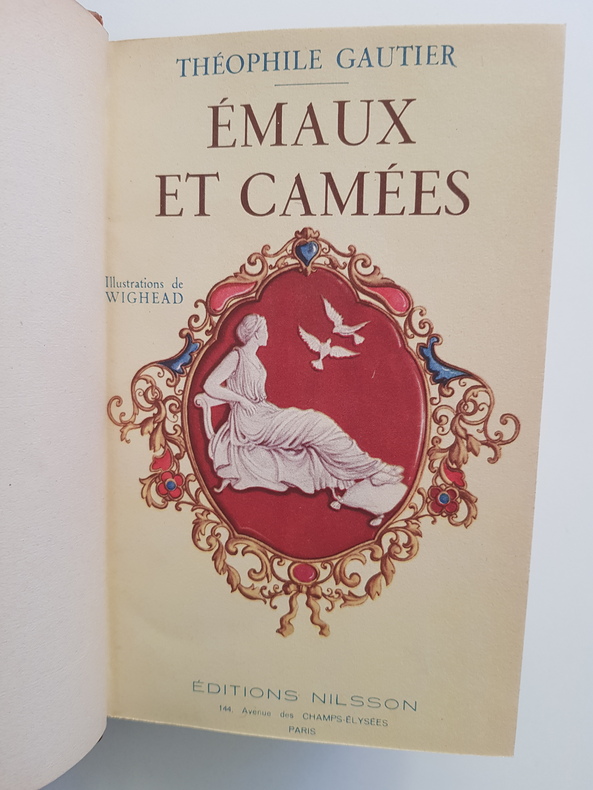 THÉOPHILE GAUTIER
ÉMAUX
ET CAMÉES
Illustrations de
WIGHEAD
ÉDITIONS NILSSON
144, Avenue des CHAMPS-ÉLYSÉES
PARIS